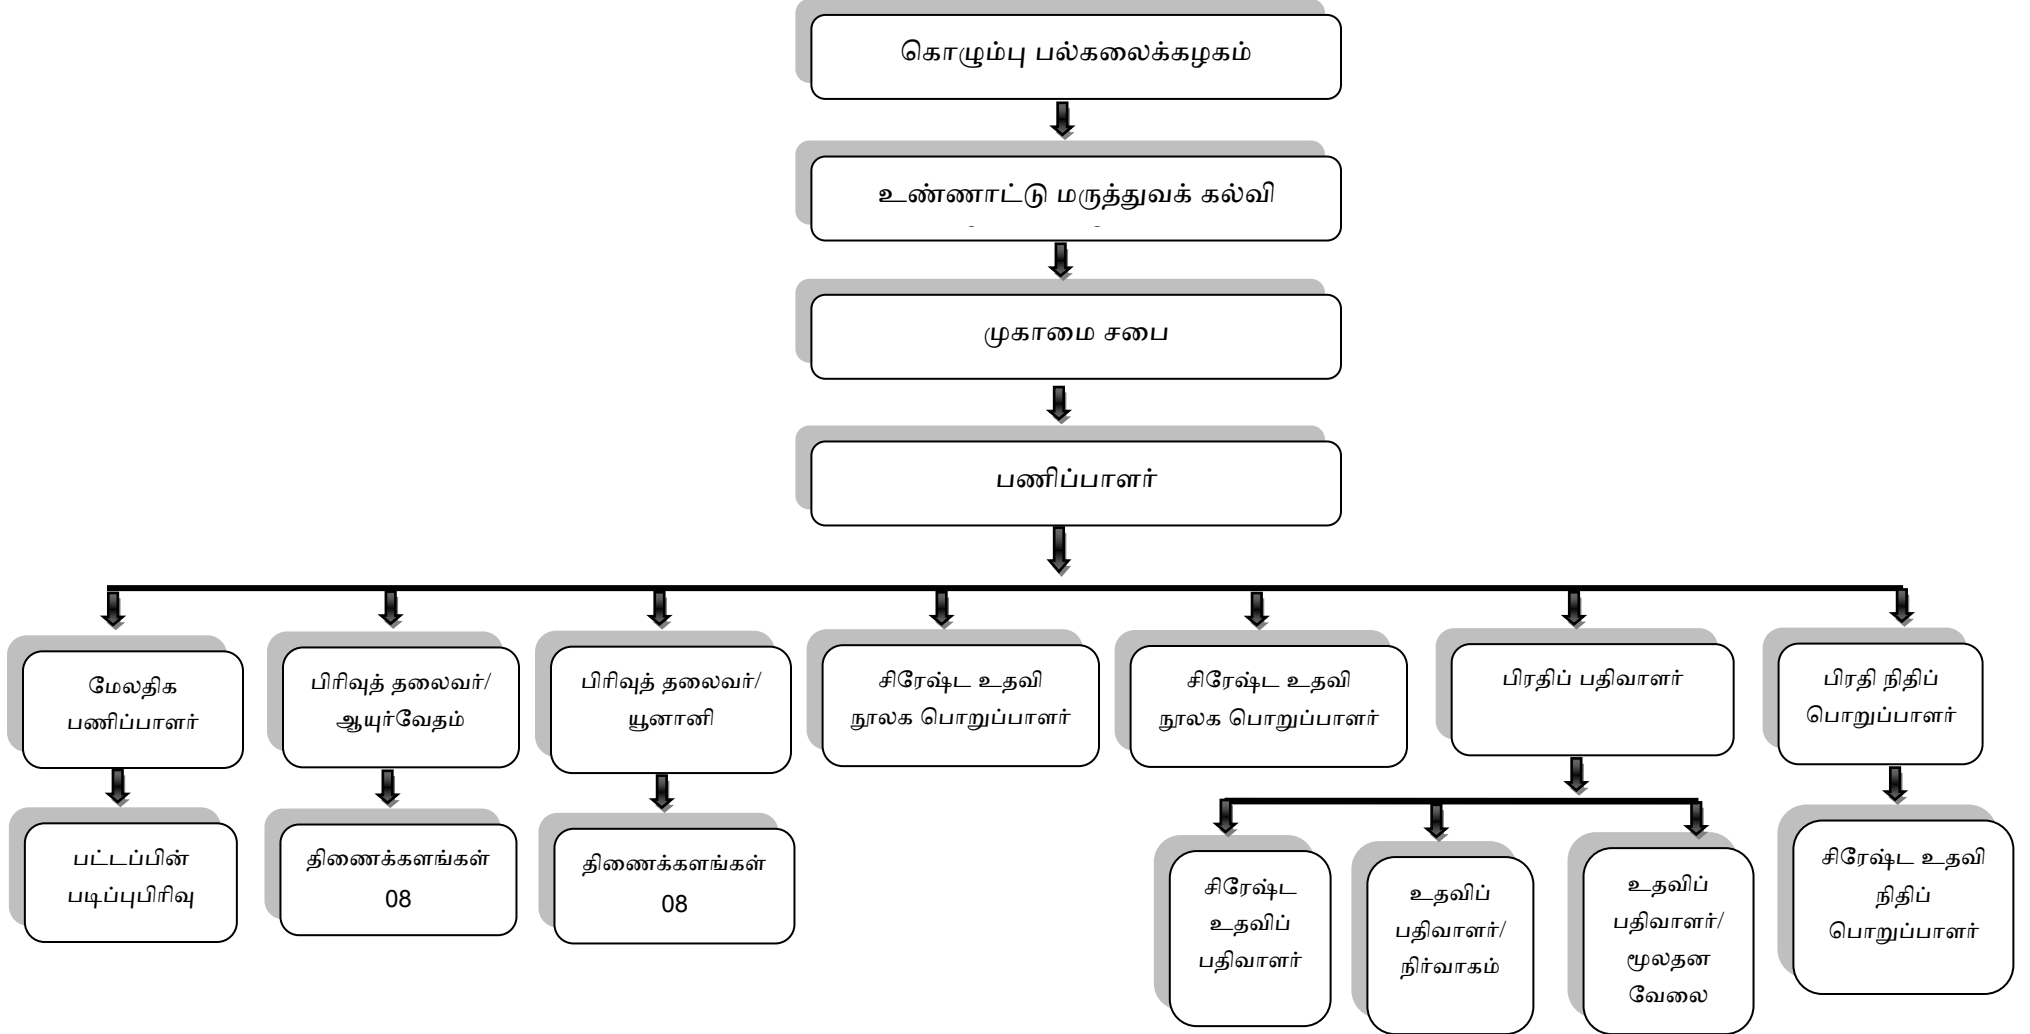 கொழும்பு பல்கலைக்கழகம்
உண்ணாட்டு மருத்துவக் கல்வி
முகாமை சபை
பணிப்பாளர்
மேலதிக
பணிப்பாளர்
பிரிவுத் தலைவர்/
ஆயுர்வேதம்
பிரிவுத் தலைவர்/
யூனானி
சிரேஷ்ட உதவி
நூலக பொறுப்பாளர்
சிரேஷ்ட உதவி
நூலக பொறுப்பாளர்
பிரதிப் பதிவாளர்
பிரதி நிதிப்
பொறுப்பாளர்
பட்டப்பின்
படிப்புபிரிவு
திணைக்களங்கள்
08
திணைக்களங்கள்
08
சிரேஷ்ட
உதவிப்
பதிவாளர்
உதவிப்
பதிவாளர்/
நிர்வாகம்
உதவிப்
பதிவாளர்/
மூலதன
வேலை
சிரேஷ்ட உதவி
நிதிப்
பொறுப்பாளர்